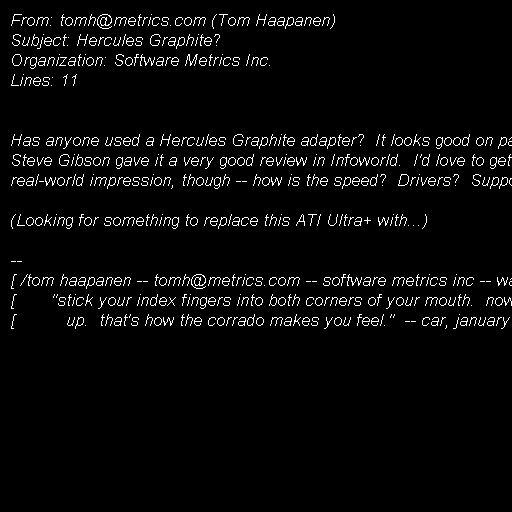 From: tomh@metrics.com (Tom Haapanen)
Subject: Hercules Graphite?
Organization: Software Metrics Inc.
Lines: 11

Has anyone used a Hercules Graphite adapter?  It looks good on
Steve Gibson gave it a very good review in Infoworld.  I'd love to get
real-world impression, though -- how is the speed?  Drivers?

(Looking for something to replace this ATI Ultra+ with...)

--
[ /tom haapanen -- tomh@metrics.com -- software metrics inc --
[       "stick your index fingers into both corners of your mouth.  now
[          up.  that's how the corrado makes you feel."  -- car, january